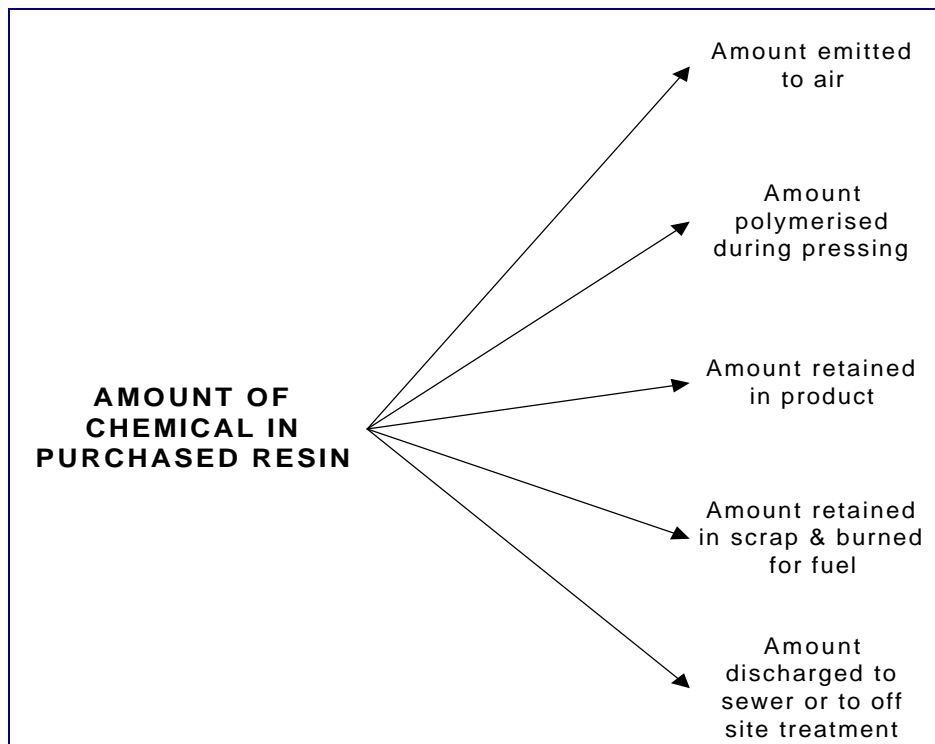 Amount emitted
to air
Amount
polymerised
during pressing
AMOUNT OF
CHEMICAL IN
PURCHASED RESIN
Amount retained
in product
Amount retained
in scrap & burned
for fuel
Amount
discharged to
sewer or to off
site treatment